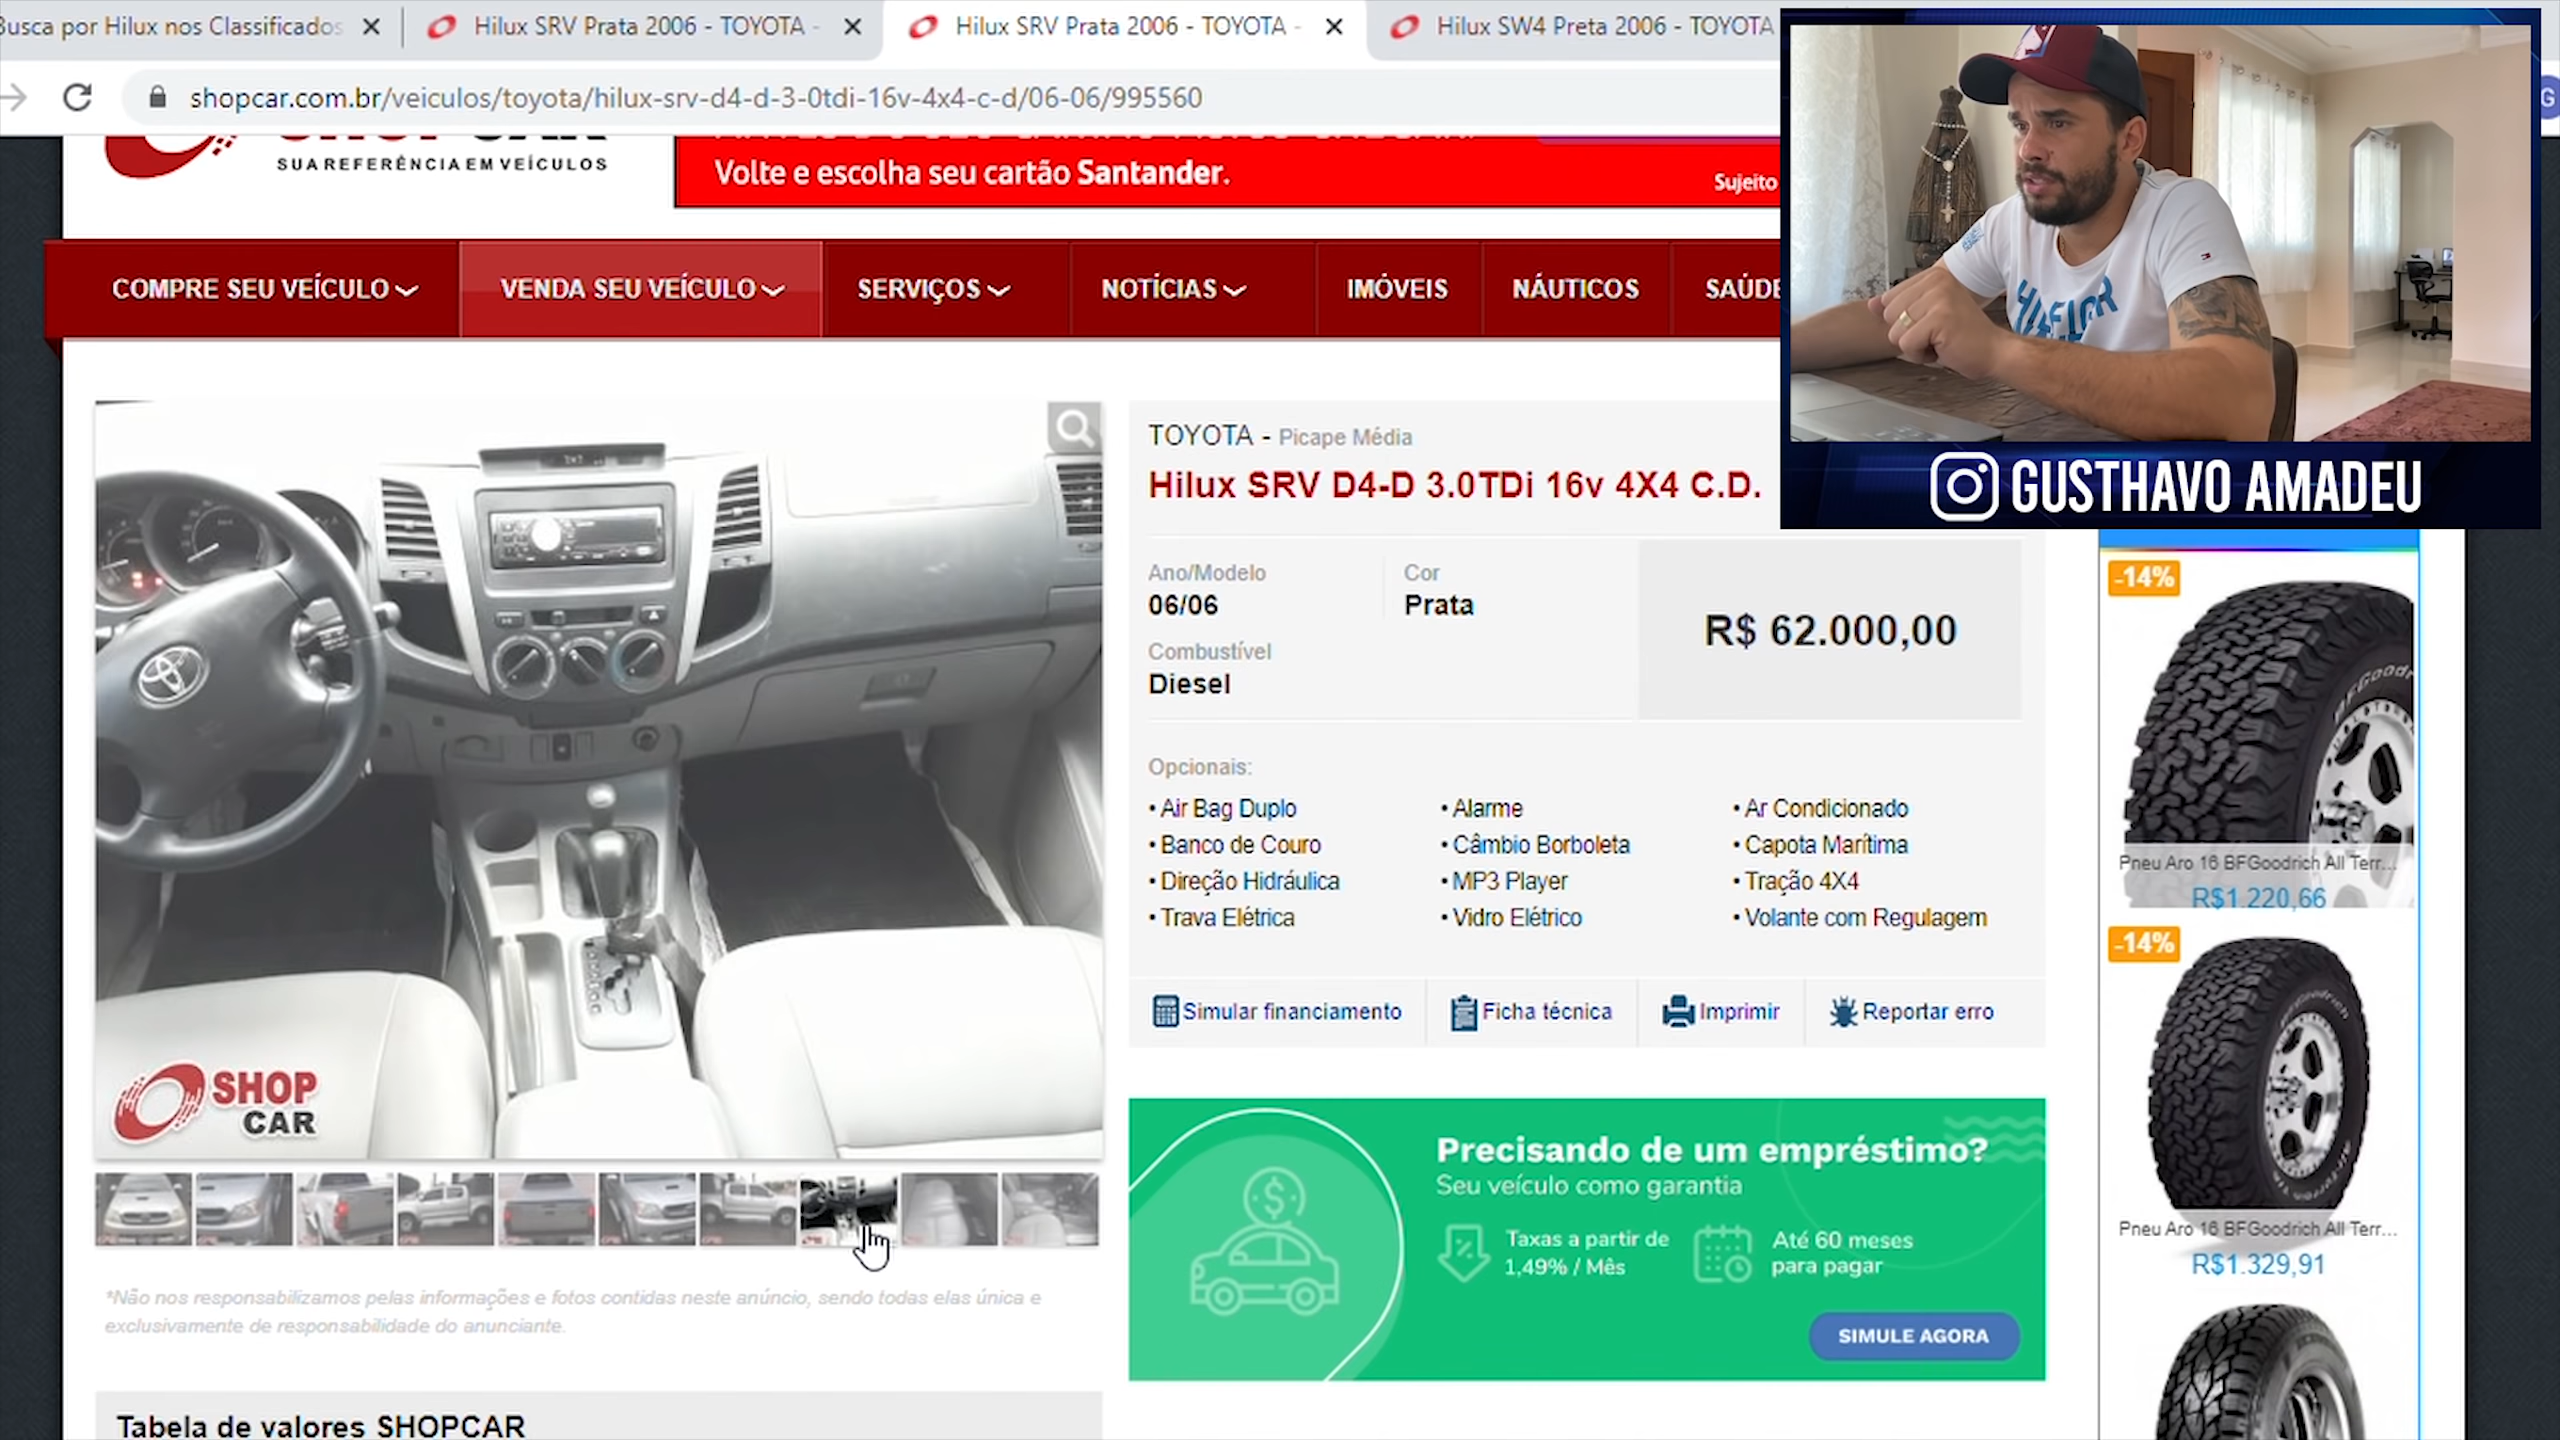 Busca por Hilux nos Classificados
Hilux SRV Prata 2006 - TOYOTA -
Hilux SRV Prata 2006 - TOYOTA -
Hilux SW4 Preta 2006 - TOYOTA
shopcar.com.br/veiculos/toyota/hilux-srv-d4-d-3-0tdi-16v-4x4-c-d/06-06/995560
G
SUA REFERÊNCIA EM VEÍCULOS
Volte e escolha seu cartão Santander.
Sujeito
COMPRE SEU VEÍCULO
VENDA SEU VEÍCULO
SERVIÇOS
NOTÍCIAS
IMÓVEIS
NÁUTICOS
SAÚDE
GUSTHAVO AMADEU
TOYOTA - Picape Média
Hilux SRV D4-D 3.0TDi 16v 4X4 C.D.
Ano/Modelo
06/06
Cor
Prata
Combustível
Diesel
R$ 62.000,00
Opcionais:
• Air Bag Duplo
• Alarme
• Ar Condicionado
• Banco de Couro
• Câmbio Borboleta
• Capota Marítima
• Direção Hidráulica
• MP3 Player
• Tração 4X4
• Trava Elétrica
• Vidro Elétrico
• Volante com Regulagem
Simular financiamento
Ficha técnica
Imprimir
Reportar erro
SHOP
CAR
*Não nos responsabilizamos pelas informações e fotos contidas neste anúncio, sendo todas elas única e
exclusivamente de responsabilidade do anunciante.
Tabela de valores SHOPCAR
Precisando de um empréstimo?
Seu veículo como garantia
Taxas a partir de
1,49% / Mês
Até 60 meses
para pagar
SIMULE AGORA
-14%
Pneu Aro 16 BFGoodrich All Terr...
R$1.220,66
-14%
Pneu Aro 16 BFGoodrich All Terr...
R$1.329,91